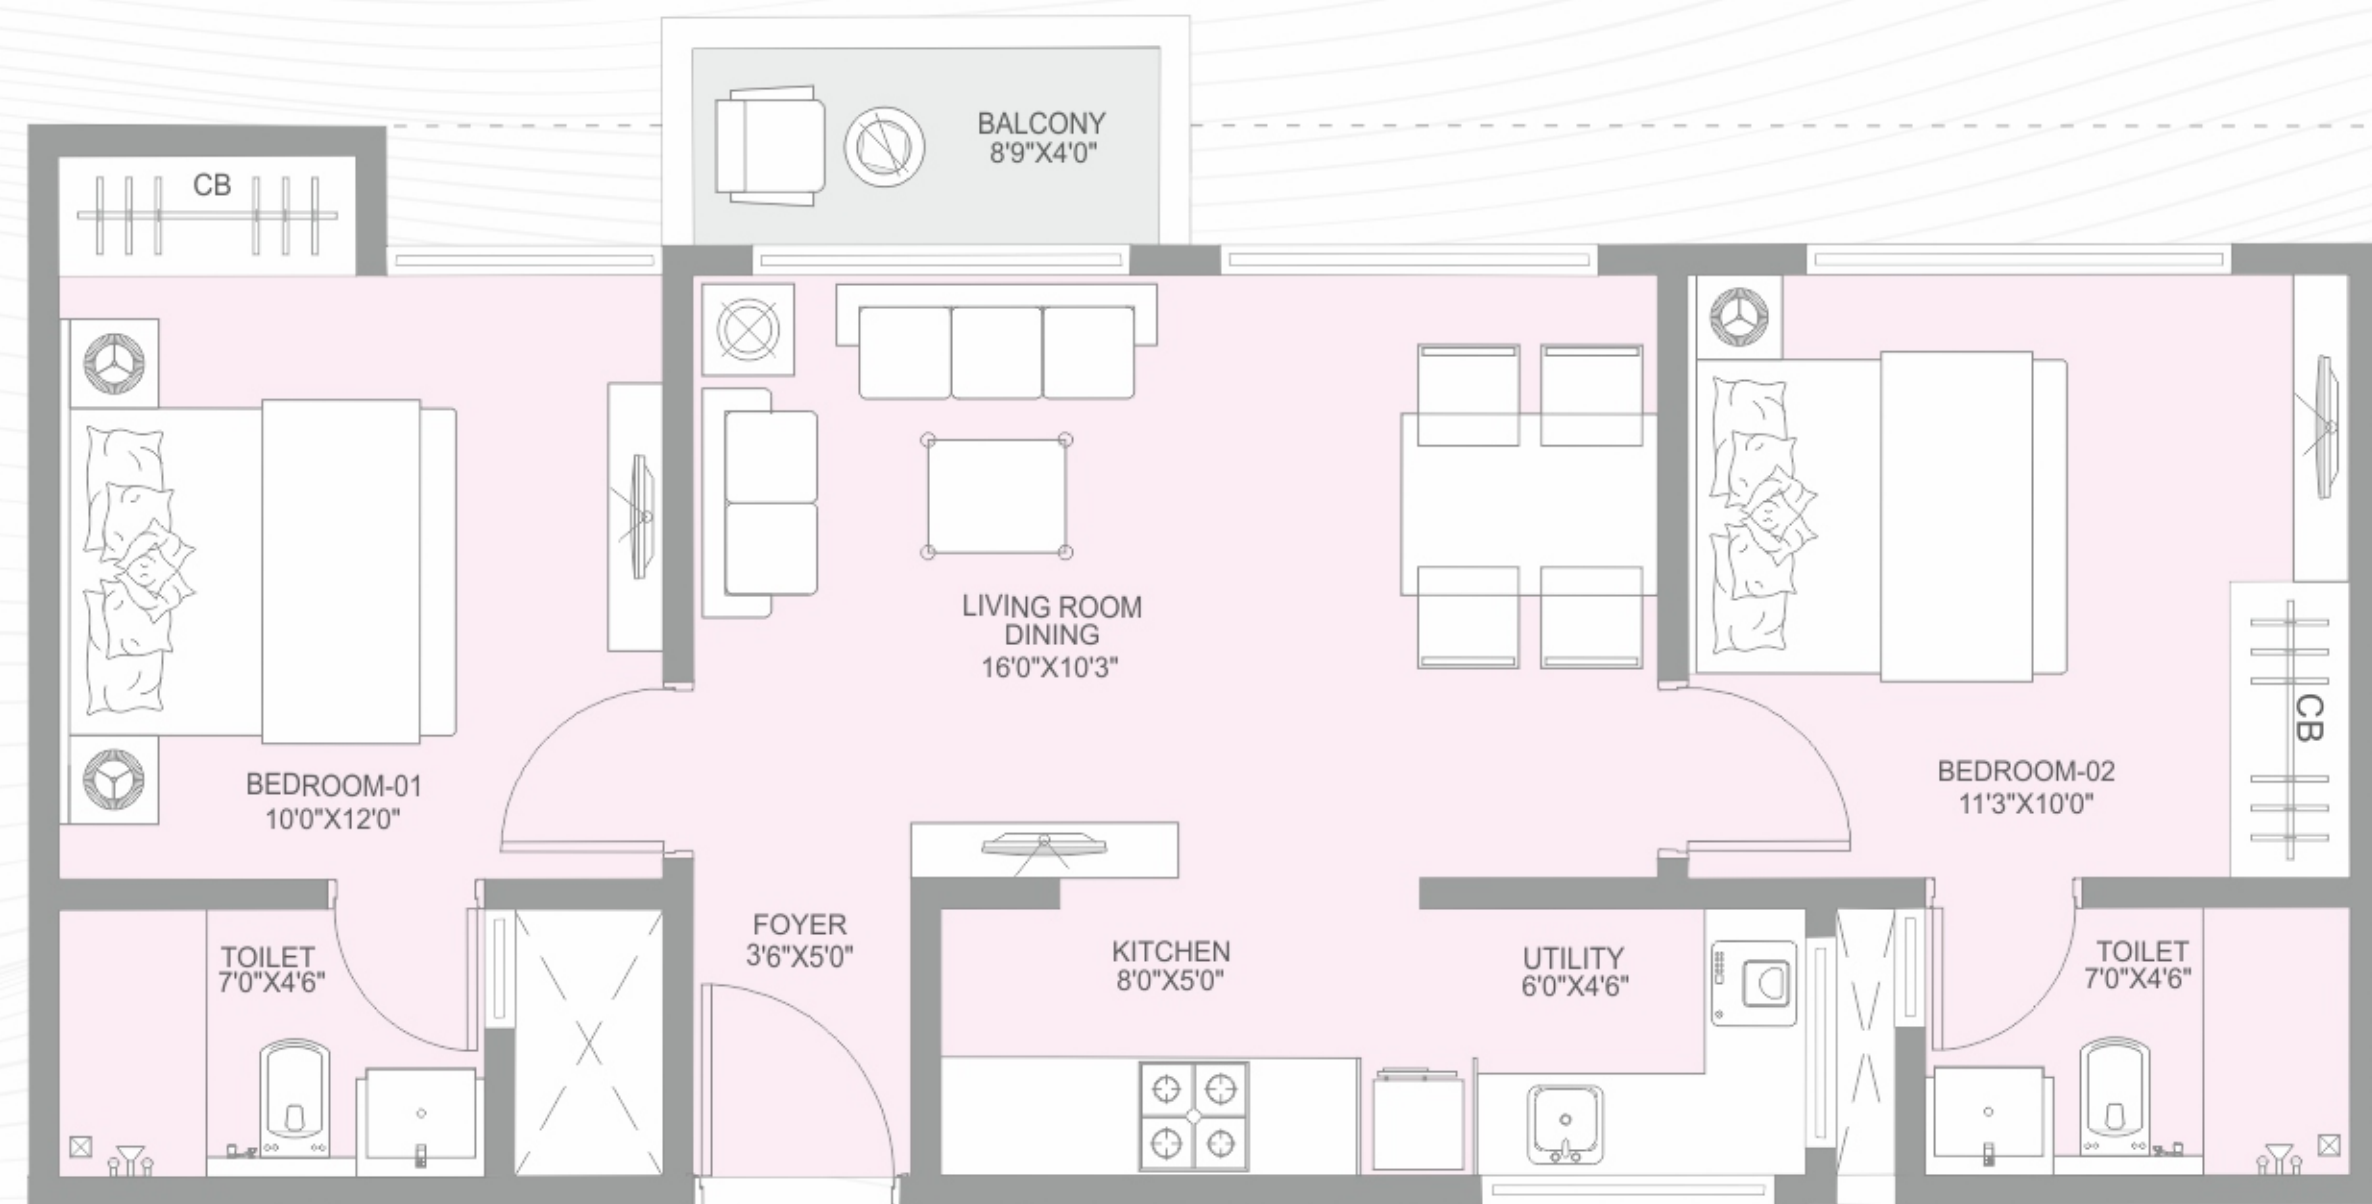 BALCONY
8'9"X4'0"
CB
LIVING ROOM
DINING
16'0"X10'3"
CB
BEDROOM-01
10'0"X12'0"
BEDROOM-02
11'3"X10'0"
TOILET
7'0"X4'6"
FOYER
3'6"X5'0"
KITCHEN
8'0"X5'0"
UTILITY
6'0"X4'6"
TOILET
7'0"X4'6"